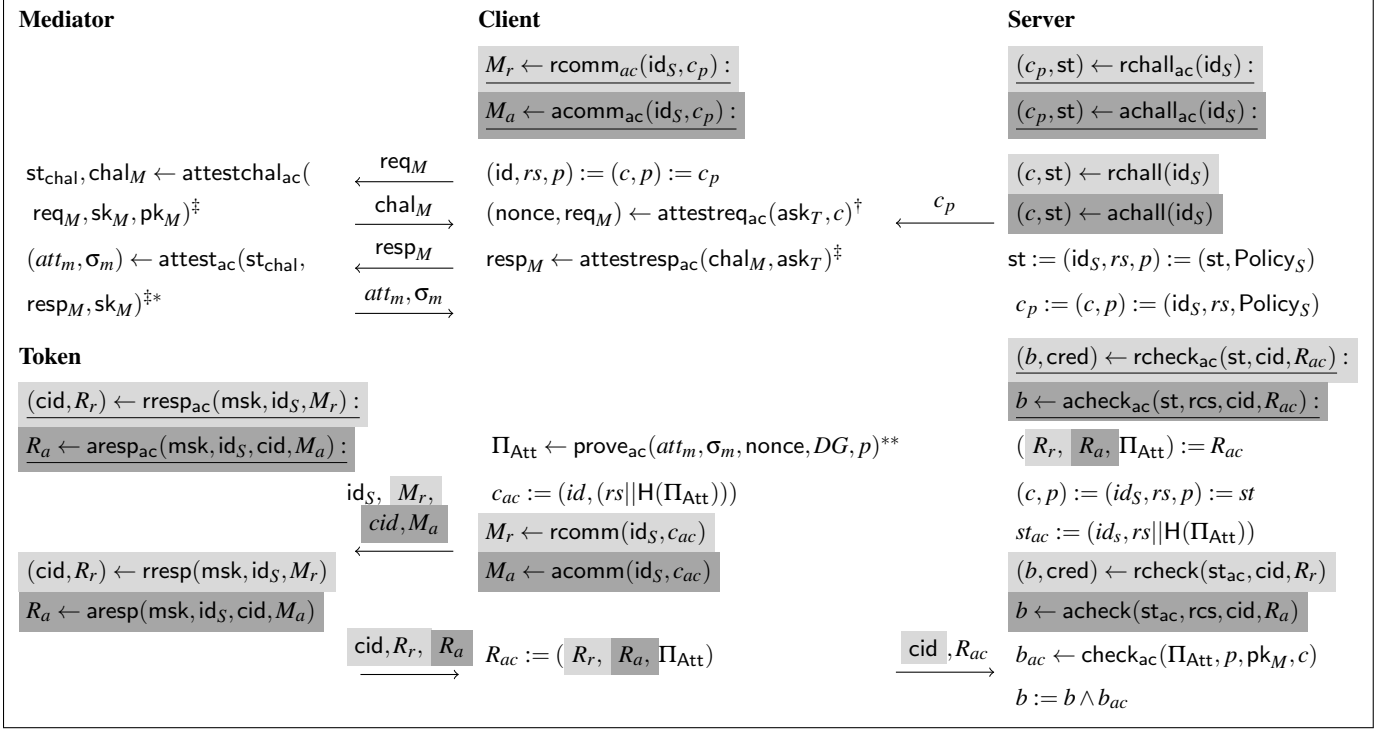 Mediator Client Server
M_r ← rcomm_ac(id_S, c_p) : (c_p, st) ← rchall_ac(id_S) :
M_a ← acomm_ac(id_S, c_p) : (c_p, st) ← achall_ac(id_S) :
st_chal, chal_M ← attestchal_ac( req_M (id, rs, p) := (c, p) := c_p (c, st) ← rchall(id_S)
req_M, sk_M, pk_M)^‡ chal_M (nonce, req_M) ← attestreq_ac(ask_T, c)^† c_p (c, st) ← achall(id_S)
(att_m, σ_m) ← attest_ac(st_chal, resp_M resp_M ← attestresp_ac(chal_M, ask_T)^‡ st := (id_S, rs, p) := (st, Policy_S)
resp_M, sk_M)^‡* att_m, σ_m c_p := (c, p) := (id_S, rs, Policy_S)
Token (b, cred) ← rcheck_ac(st, cid, R_ac) :
(cid, R_r) ← rresp_ac(msk, id_S, M_r) : b ← acheck_ac(st, rcs, cid, R_ac) :
R_a ← aresp_ac(msk, id_S, cid, M_a) : Π_Att ← prove_ac(att_m, σ_m, nonce, DG, p)** ( R_r, R_a, Π_Att) := R_ac
id_S, M_r, c_ac := (id, (rs||H(Π_Att))) (c, p) := (id_S, rs, p) := st
cid, M_a M_r ← rcomm(id_S, c_ac) st_ac := (id_s, rs||H(Π_Att))
(cid, R_r) ← rresp(msk, id_S, M_r) M_a ← acomm(id_S, c_ac) (b, cred) ← rcheck(st_ac, cid, R_r)
R_a ← aresp(msk, id_S, cid, M_a) b ← acheck(st_ac, rcs, cid, R_a)
cid, R_r, R_a R_ac := ( R_r, R_a, Π_Att) cid , R_ac b_ac ← check_ac(Π_Att, p, pk_M, c)
b := b ∧ b_ac